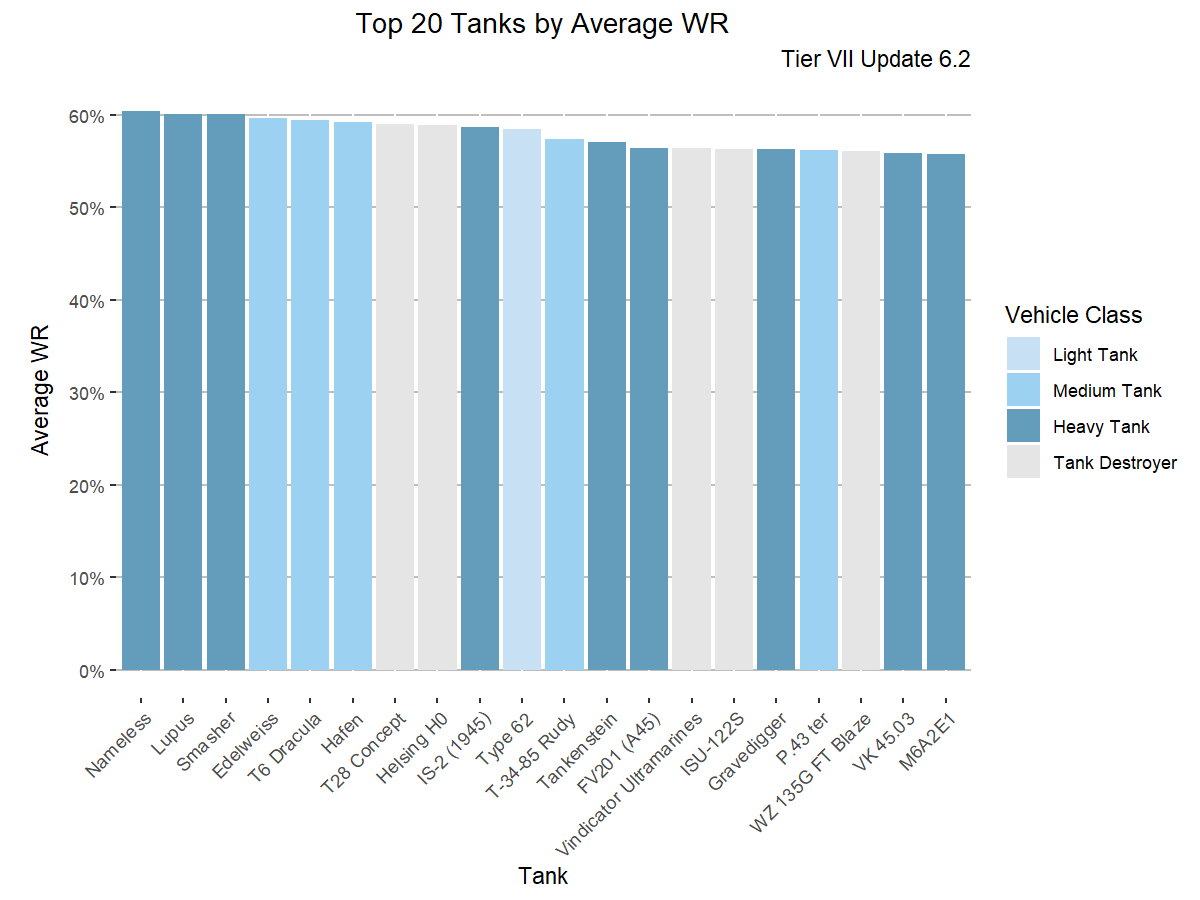 Top 20 Tanks by Average WR
Tier VII Update 6.2
60%
50%
40%
30%
20%
10%
0%
Average WR
Nameless
Lupus
Smasher
Edelweiss
T6 Dracula
Hafen
T28 Concept
Helsing H0
IS-2 (1945)
Type 62
T-34-85 Rudy
Tankenstein
FV201 (A45)
Vindicator Ultramarines
ISU-122S
Gravedigger
P.43 ter
WZ 135G FT Blaze
VK 45.03
M6A2E1
Tank
Vehicle Class
Light Tank
Medium Tank
Heavy Tank
Tank Destroyer